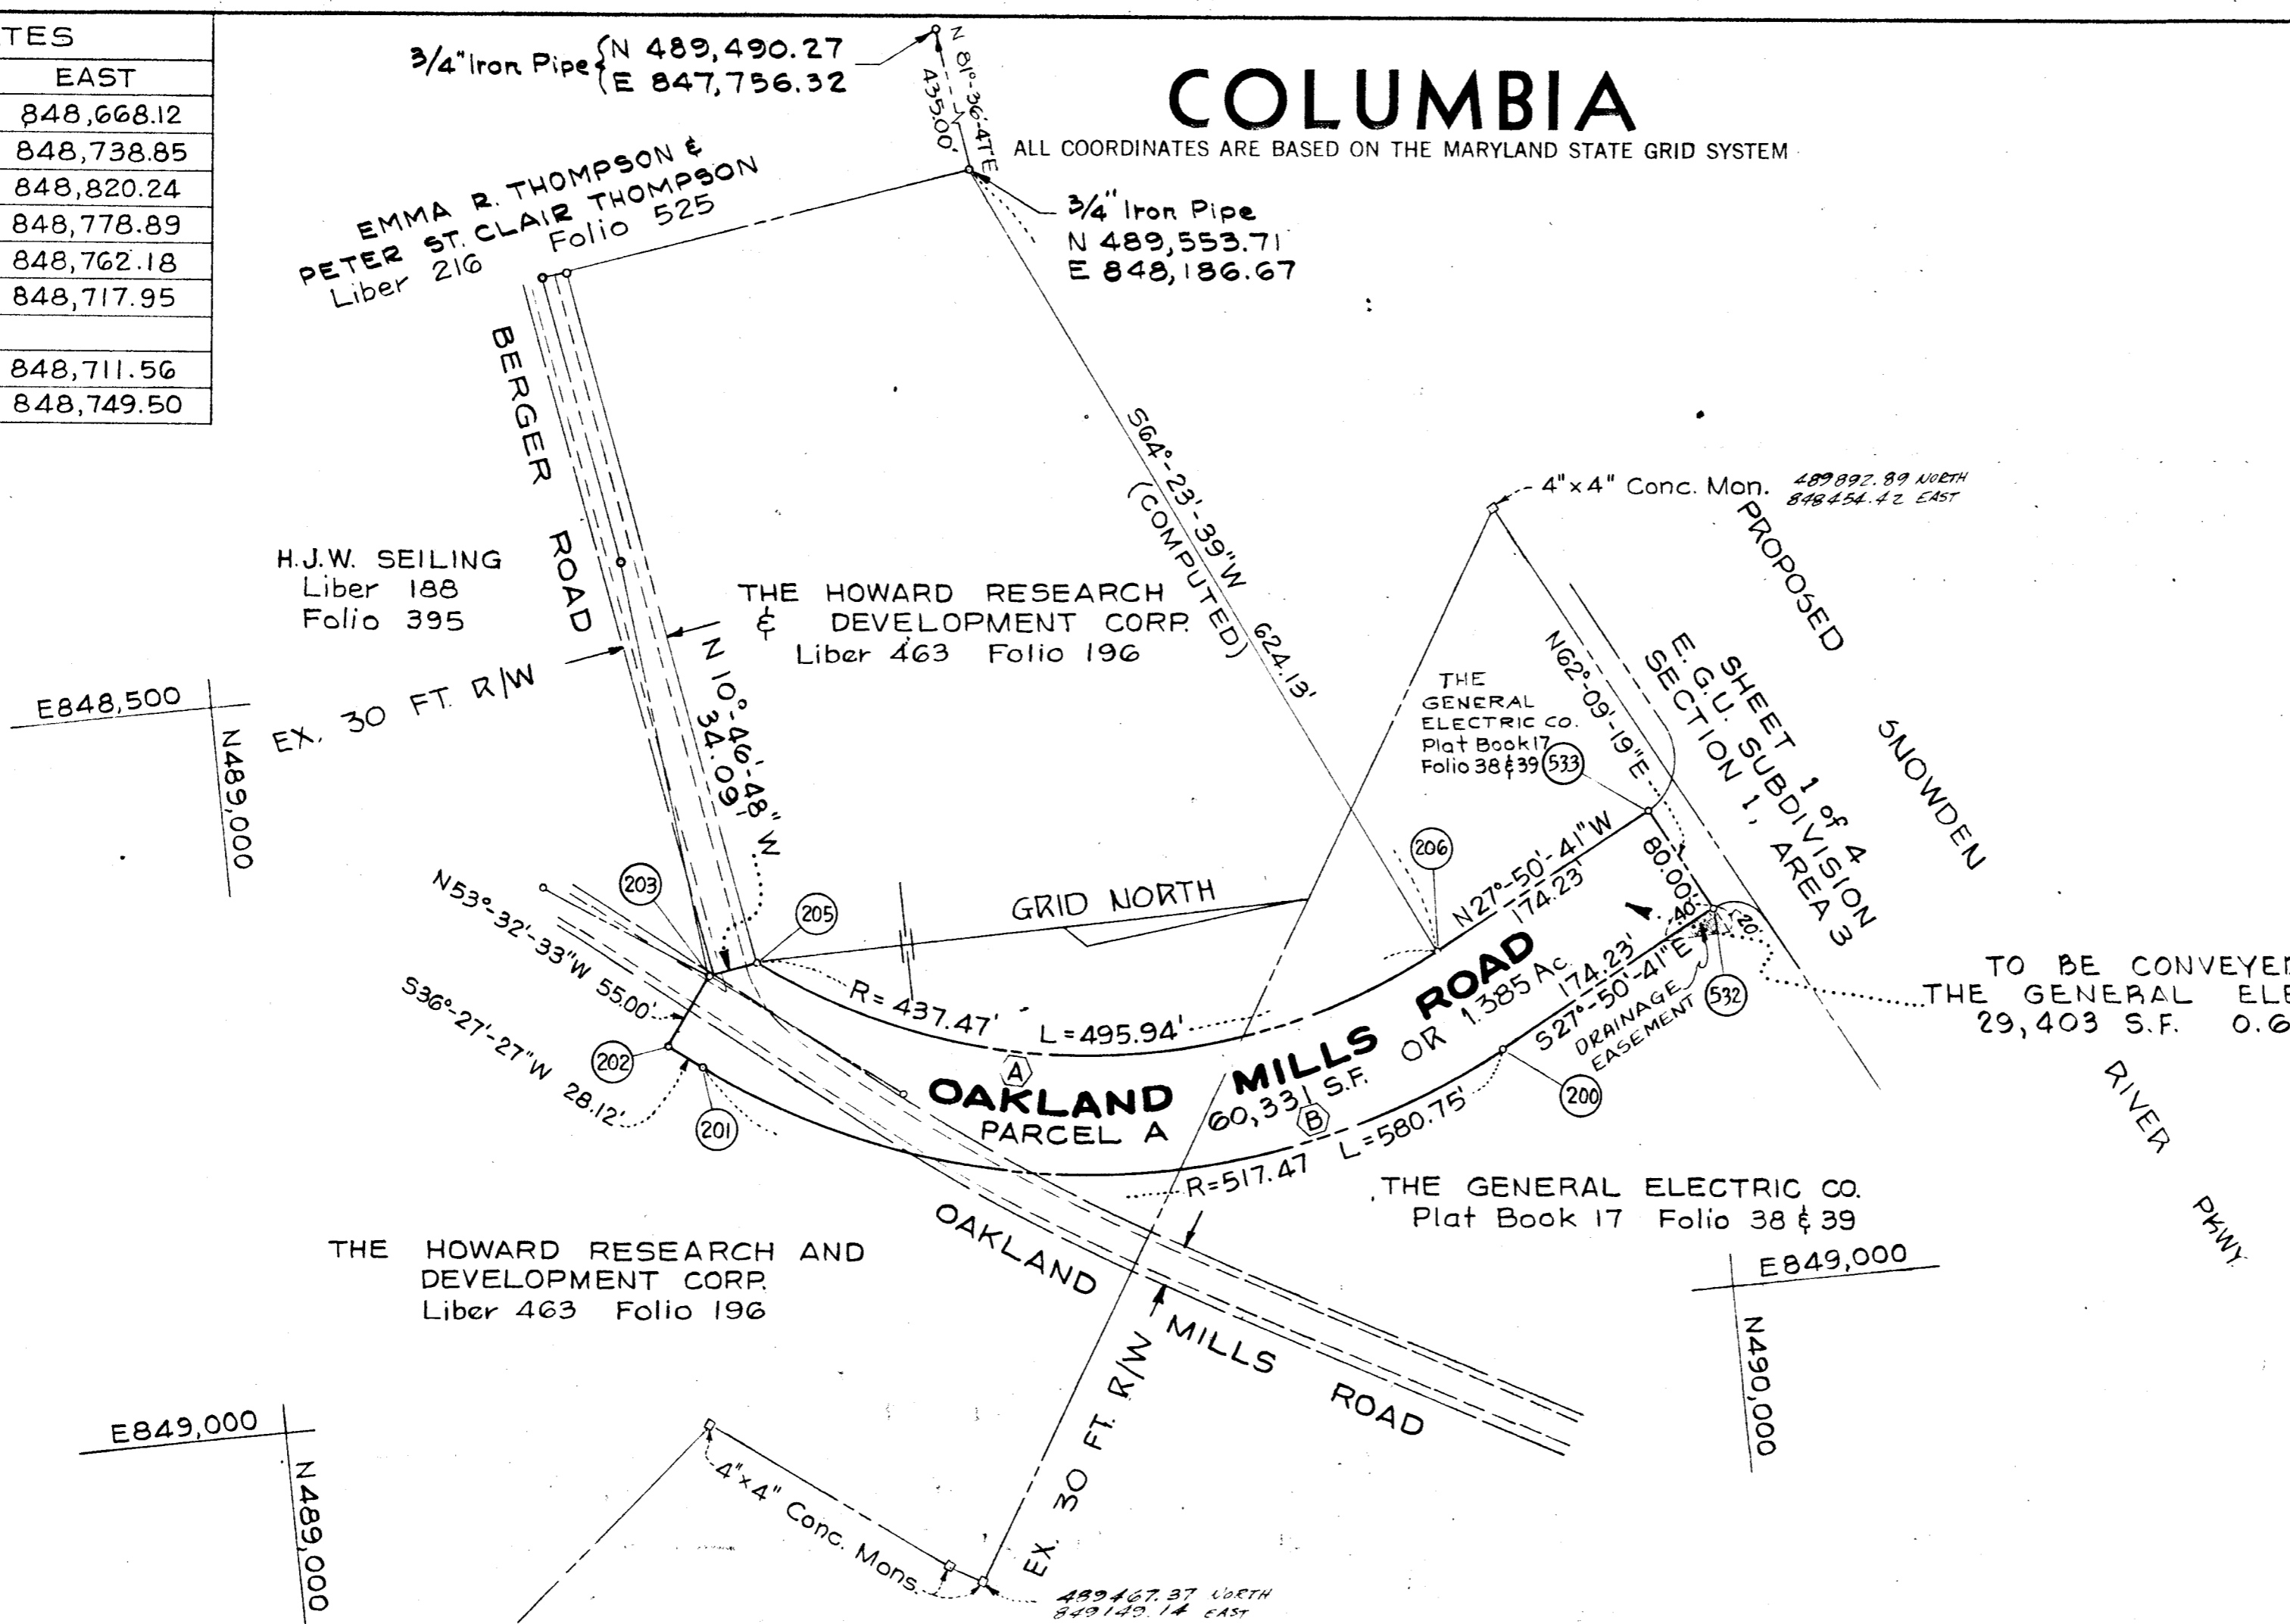 TES
EAST
848,668.12
848,738.85
848,820.24
848,778.89
848,762.18
848,717.95
848,711.56
848,749.50
3/4" Iron Pipe { N 489,490.27
E 847,756.32
N 81°-36'-47"E
435.00'
COLUMBIA
ALL COORDINATES ARE BASED ON THE MARYLAND STATE GRID SYSTEM
EMMA R. THOMPSON &
PETER ST. CLAIR THOMPSON
Liber 216 Folio 525
3/4" Iron Pipe
N 489,553.71
E 848,186.67
BERGER ROAD
S64°-23'-39"W 624.13'
(COMPUTED)
4"x4" Conc. Mon. 489892.89 NORTH
848454.42 EAST
PROPOSED SNOWDEN RIVER PKWY.
H.J.W. SEILING
Liber 188
Folio 395
THE HOWARD RESEARCH
& DEVELOPMENT CORP.
Liber 463 Folio 196
EX. 30 FT. R/W
N 10°-46'-48" W
34.09'
E848,500
N489,000
THE
GENERAL
ELECTRIC CO.
Plat Book 17
Folio 38 & 39
533
N62°-09'-19"E
80.00'
SHEET 1 of 4
E.G.U. SUBDIVISION
SECTION 1, AREA 3
203
205
206
GRID NORTH
N27°-50'-41"W
174.23'
N53°-32'-33"W 55.00'
S36°-27'-27"W 28.12'
202
201
R= 437.47' L=495.94'
A
OAKLAND MILLS ROAD
PARCEL A
60,331 S.F. OR 1.385 Ac.
B
174.23'
S27°-50'-41"E
40'
20'
DRAINAGE
EASEMENT
532
200
R=517.47 L=580.75'
TO BE CONVEYED
THE GENERAL ELE
29,403 S.F. 0.6
THE GENERAL ELECTRIC CO.
Plat Book 17 Folio 38 & 39
OAKLAND MILLS ROAD
THE HOWARD RESEARCH AND
DEVELOPMENT CORP.
Liber 463 Folio 196
E849,000
N490,000
E849,000
N489,000
EX. 30 FT. R/W
4"x4" Conc. Mons.
489467.37 NORTH
849149.14 EAST